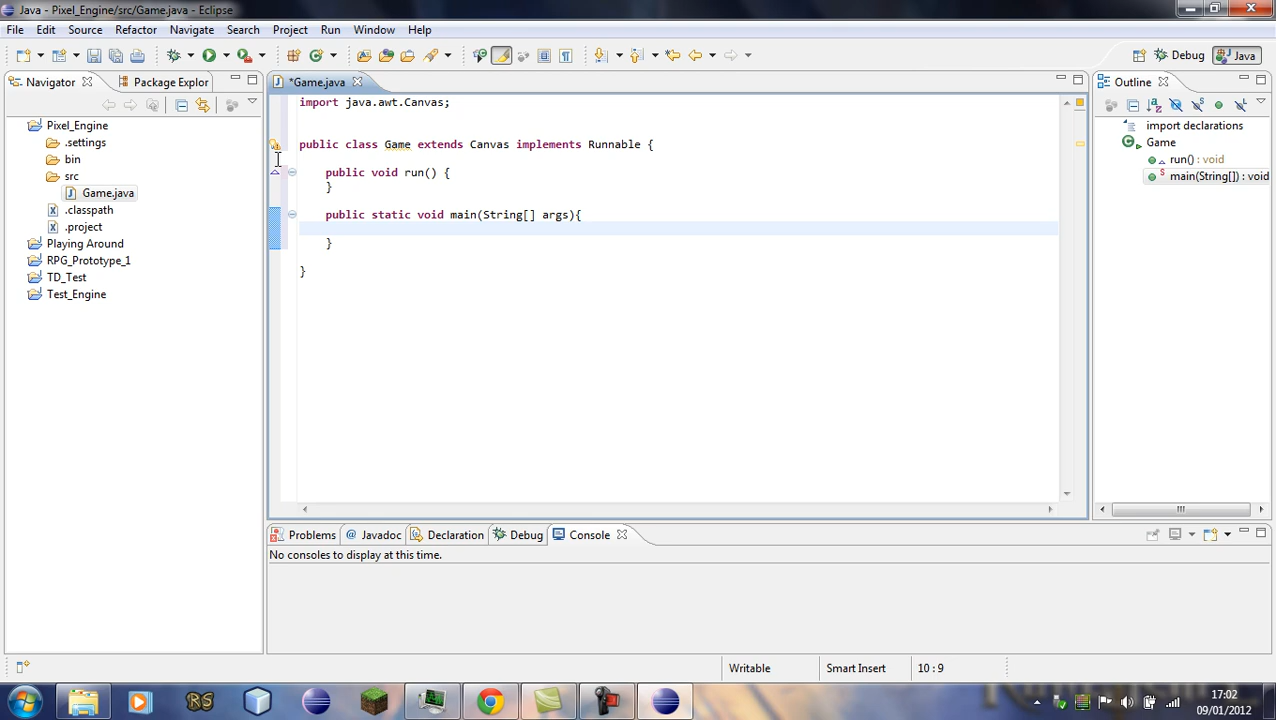 Java - Pixel_Engine/src/Game.java - Eclipse
File Edit Source Refactor Navigate Search Project Run Window Help
Debug Java
Navigator Package Explor
*Game.java
Outline
Pixel_Engine
.settings
bin
src
Game.java
.classpath
.project
Playing Around
RPG_Prototype_1
TD_Test
Test_Engine
import java.awt.Canvas;
public class Game extends Canvas implements Runnable {
public void run() {
}
public static void main(String[] args){
}
}
import declarations
Game
run() : void
main(String[]) : void
Problems Javadoc Declaration Debug Console
No consoles to display at this time.
Writable Smart Insert 10 : 9
RS
17:02
09/01/2012